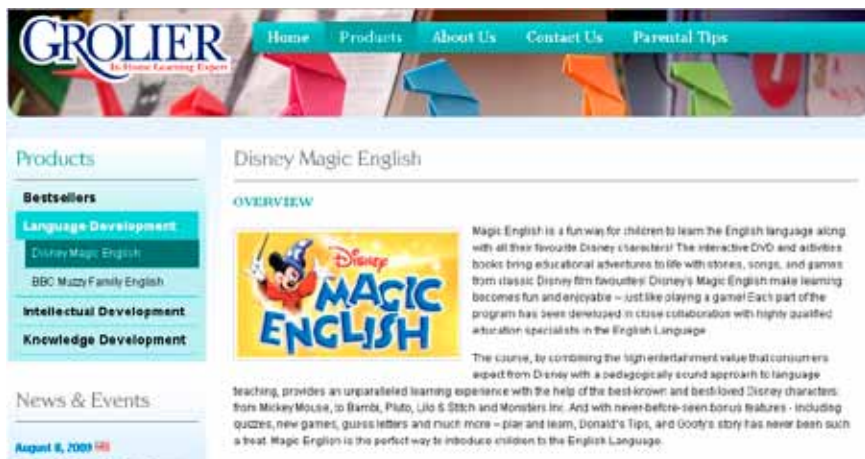 GROLIER
In-Home Learning Expert
Home Products About Us Contact Us Parental Tips
Products
Bestsellers
Language Development
Disney Magic English
BBC Muzzy Family English
Intellectual Development
Knowledge Development
News & Events
August 8, 2009
Disney Magic English
OVERVIEW
Disney
MAGIC
ENGLISH
Magic English is a fun way for children to learn the English language along
with all their favourite Disney characters! The interactive DVD and activities
books bring educational adventures to life with stories, songs, and games
from classic Disney film favourites! Disney's Magic English make learning
becomes fun and enjoyable – just like playing a game! Each part of the
program has been developed in close collaboration with highly qualified
education specialists in the English Language
The course, by combining the high entertainment value that consumers
expect from Disney with a pedagogically sound approach to language
teaching, provides an unparalleled learning experience with the help of the best-known and best-loved Disney characters
from Mickey Mouse, to Bambi, Pluto, Lilo & Stitch and Monsters Inc. And with never-before-seen bonus features - including
quizzes, new games, guess letters and much more – play and learn, Donald's Tips, and Goofy's story has never been such
a treat. Magic English is the perfect way to introduce children to the English Language.